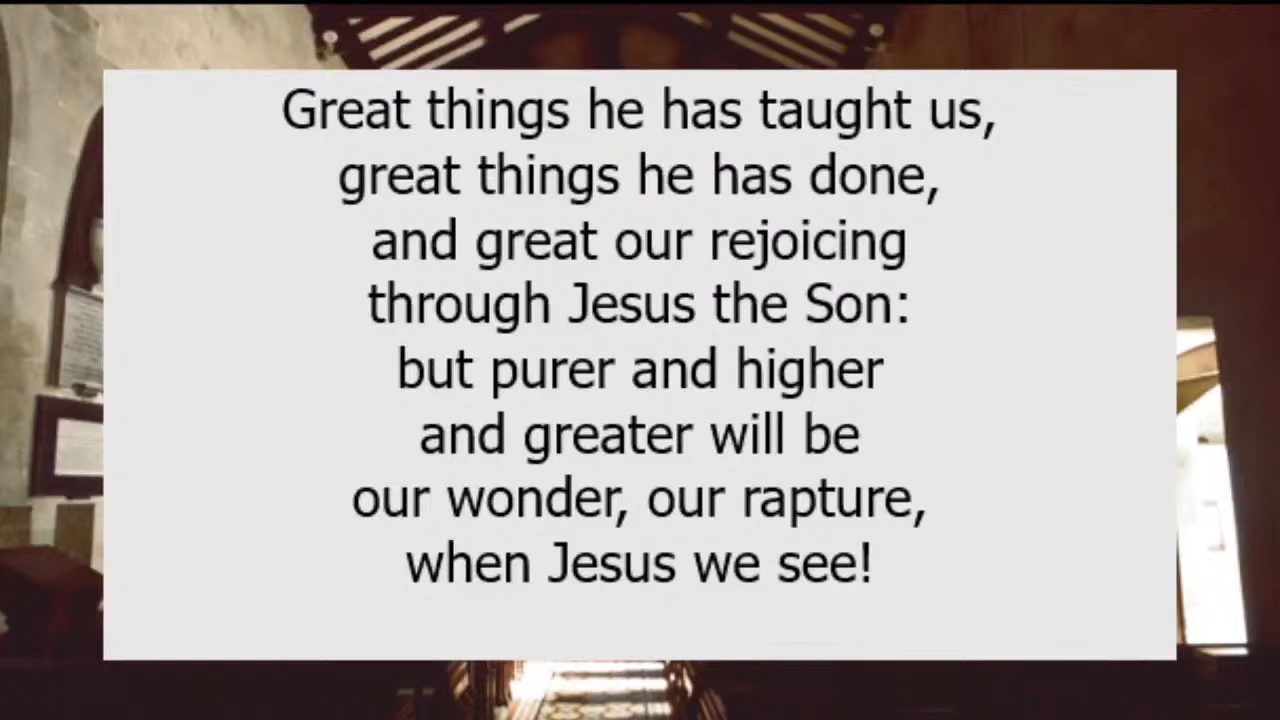 Great things he has taught us,
great things he has done,
and great our rejoicing
through Jesus the Son:
but purer and higher
and greater will be
our wonder, our rapture,
when Jesus we see!